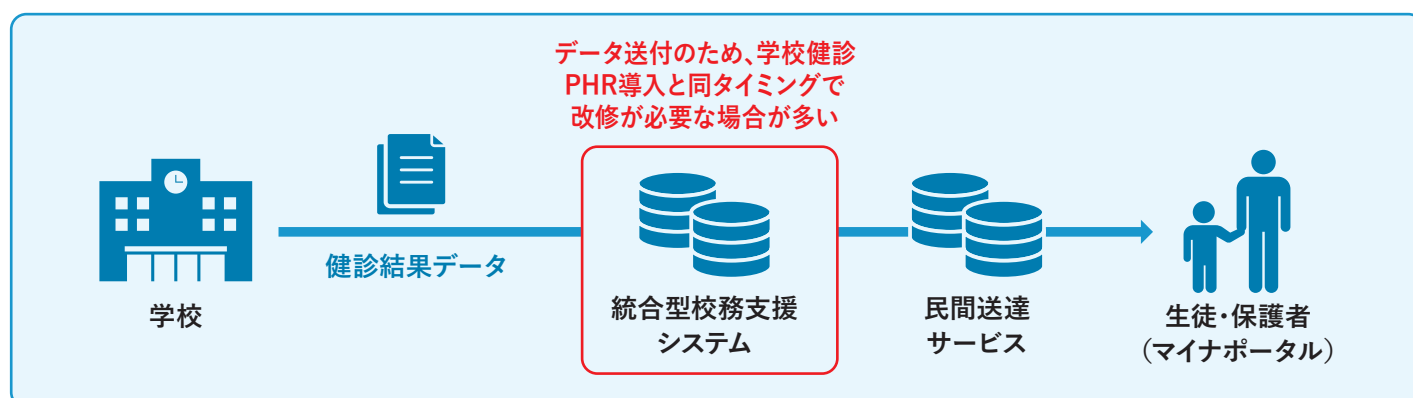 データ送付のため、学校健診
PHR導入と同タイミングで
改修が必要な場合が多い
学校
健診結果データ
統合型校務支援
システム
民間送達
サービス
生徒・保護者
（マイナポータル）